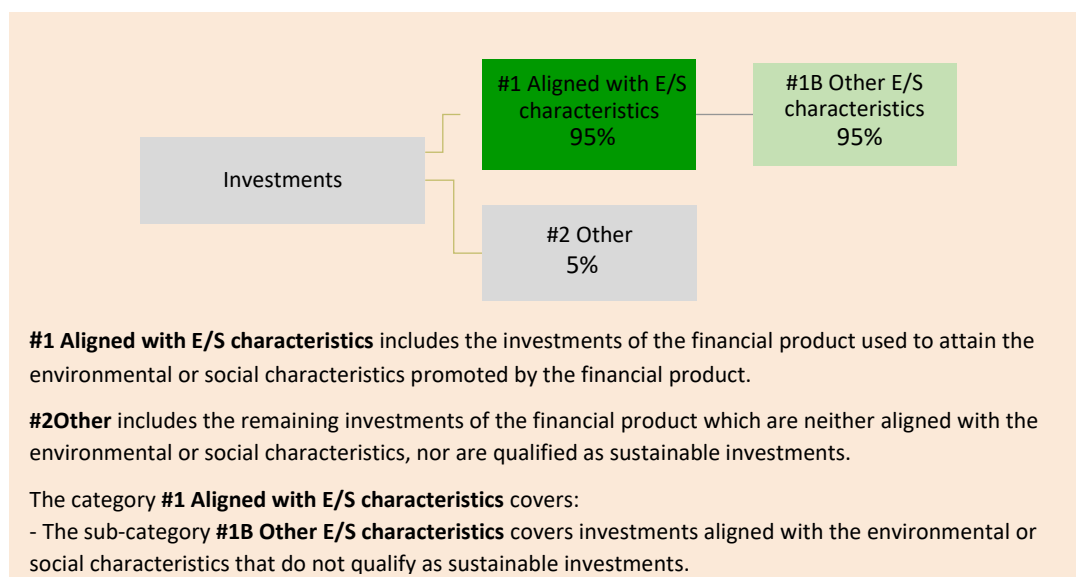 #1 Aligned with E/S
characteristics
95%
#1B Other E/S
characteristics
95%
Investments
#2 Other
5%
#1 Aligned with E/S characteristics includes the investments of the financial product used to attain the
environmental or social characteristics promoted by the financial product.
#2Other includes the remaining investments of the financial product which are neither aligned with the
environmental or social characteristics, nor are qualified as sustainable investments.
The category #1 Aligned with E/S characteristics covers:
- The sub-category #1B Other E/S characteristics covers investments aligned with the environmental or
social characteristics that do not qualify as sustainable investments.